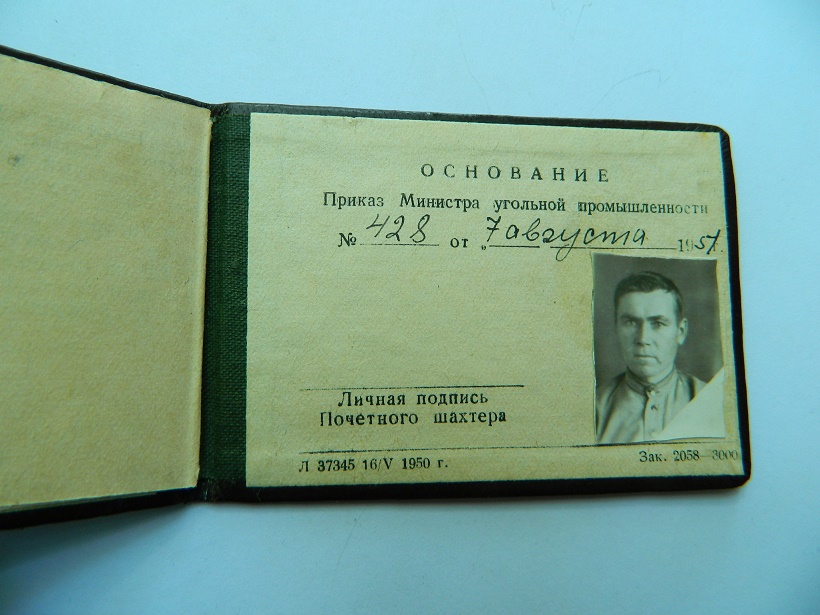 ОСНОВАНИЕ
Приказ Министра угольной промышленности
№ 428 от „7 августа 1951г.
Личная подпись
Почетного шахтера
Л 37345 16/V 1950 г.
Зак. 2058—3000